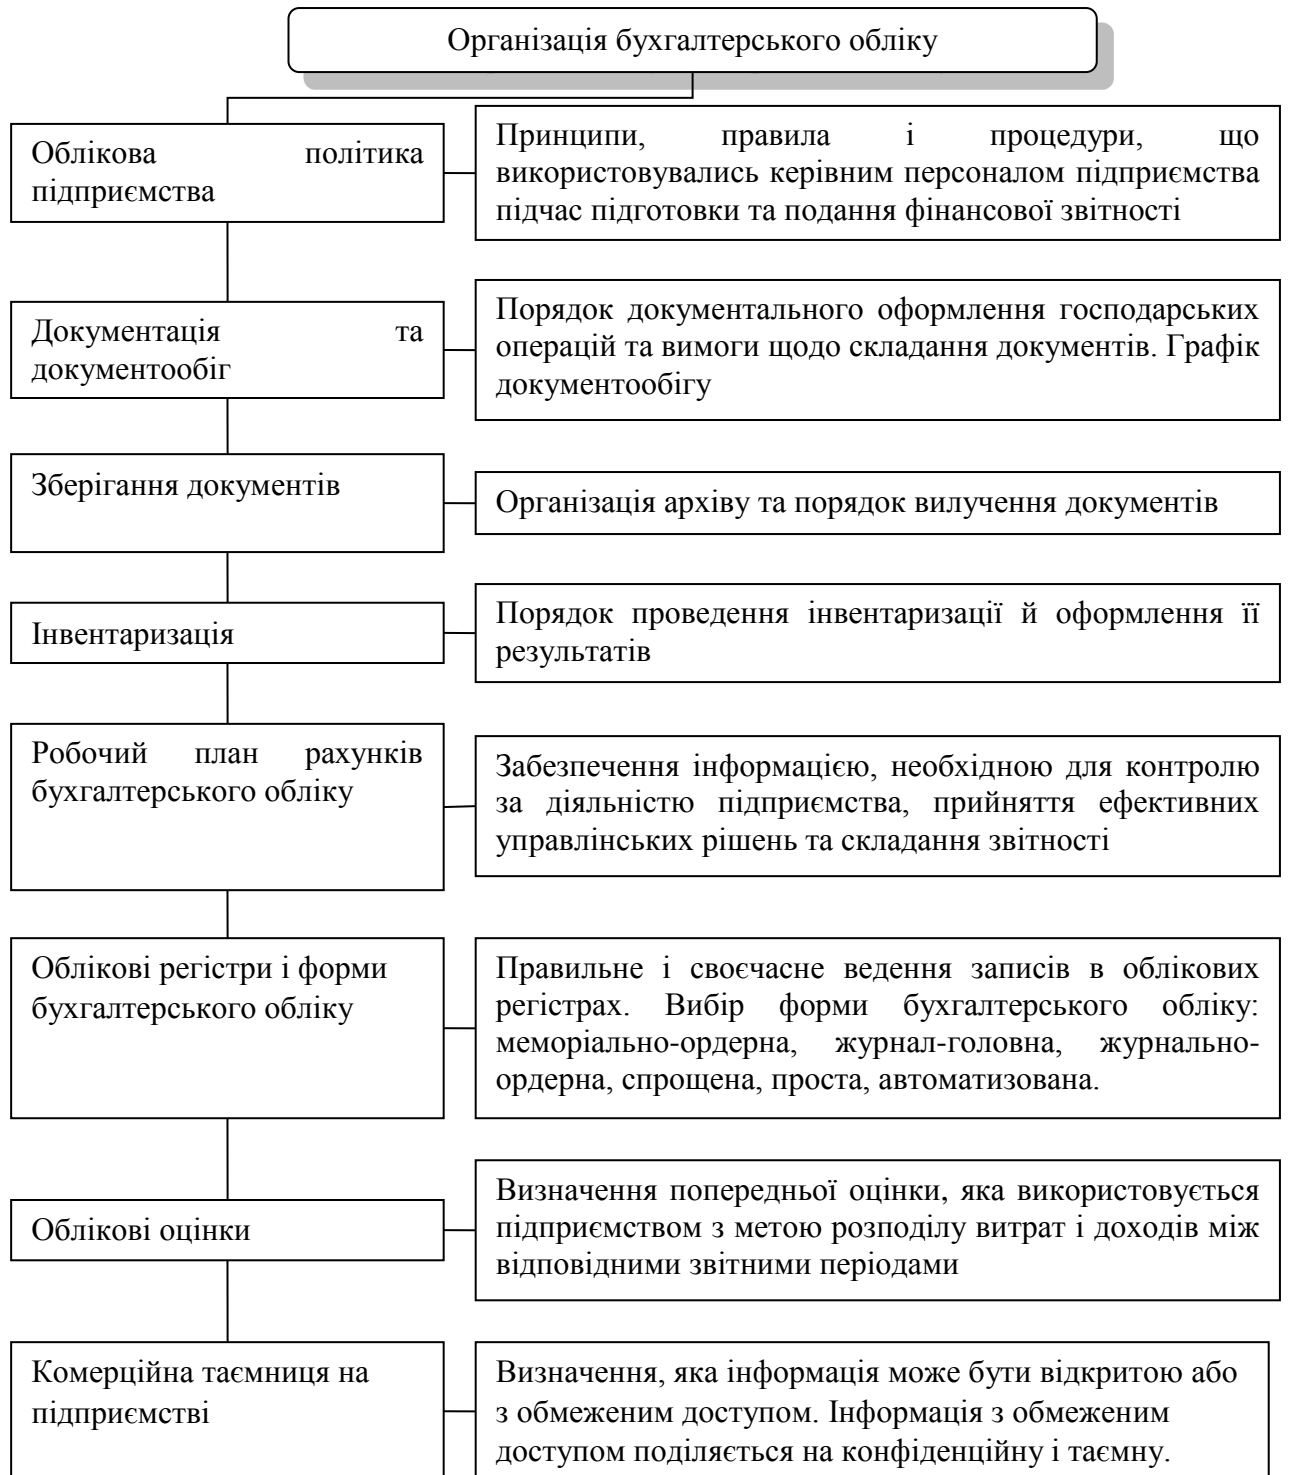 Організація бухгалтерського обліку
Облікова політика
підприємства
Принципи, правила і процедури, що
використовувались керівним персоналом підприємства
підчас підготовки та подання фінансової звітності
Документація та
документообіг
Порядок документального оформлення господарських
операцій та вимоги щодо складання документів. Графік
документообігу
Зберігання документів
Організація архіву та порядок вилучення документів
Інвентаризація
Порядок проведення інвентаризації й оформлення її
результатів
Робочий план рахунків
бухгалтерського обліку
Забезпечення інформацією, необхідною для контролю
за діяльністю підприємства, прийняття ефективних
управлінських рішень та складання звітності
Облікові регістри і форми
бухгалтерського обліку
Правильне і своєчасне ведення записів в облікових
регістрах. Вибір форми бухгалтерського обліку:
меморіально-ордерна, журнал-головна, журнально-
ордерна, спрощена, проста, автоматизована.
Облікові оцінки
Визначення попередньої оцінки, яка використовується
підприємством з метою розподілу витрат і доходів між
відповідними звітними періодами
Комерційна таємниця на
підприємстві
Визначення, яка інформація може бути відкритою або
з обмеженим доступом. Інформація з обмеженим
доступом поділяється на конфіденційну і таємну.